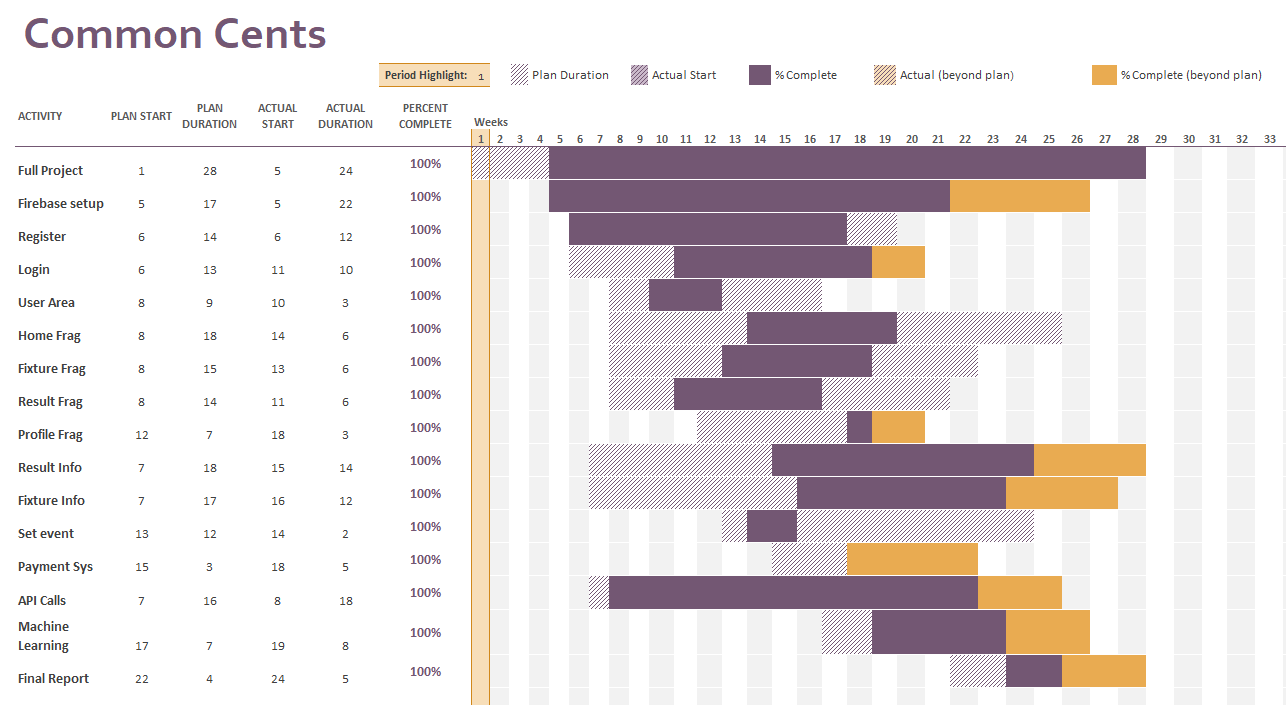 Common Cents
Period Highlight: 1 Plan Duration Actual Start % Complete Actual (beyond plan) % Complete (beyond plan)
ACTIVITY PLAN START PLAN DURATION ACTUAL START ACTUAL DURATION PERCENT COMPLETE Weeks
1 2 3 4 5 6 7 8 9 10 11 12 13 14 15 16 17 18 19 20 21 22 23 24 25 26 27 28 29 30 31 32 33
Full Project 1 28 5 24 100%
Firebase setup 5 17 5 22 100%
Register 6 14 6 12 100%
Login 6 13 11 10 100%
User Area 8 9 10 3 100%
Home Frag 8 18 14 6 100%
Fixture Frag 8 15 13 6 100%
Result Frag 8 14 11 6 100%
Profile Frag 12 7 18 3 100%
Result Info 7 18 15 14 100%
Fixture Info 7 17 16 12 100%
Set event 13 12 14 2 100%
Payment Sys 15 3 18 5 100%
API Calls 7 16 8 18 100%
Machine
Learning 17 7 19 8 100%
Final Report 22 4 24 5 100%